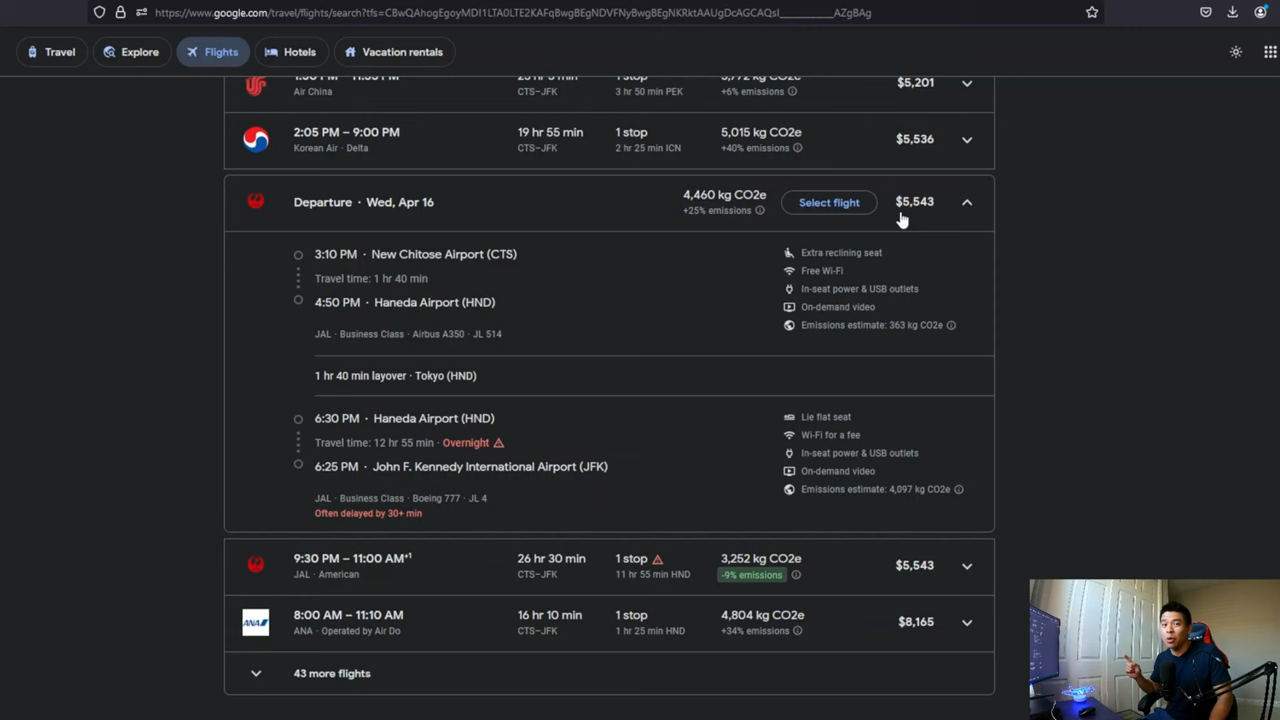 https://www.google.com/travel/flights/search?tfs=CBwQAhogEgoyMDI1LTA0LTE2KAFqBwgBEgNDVFNyBwgBEgNKRktAAUgDcAGCAQsI___________AZgBAg
Travel
Explore
Flights
Hotels
Vacation rentals
Air China
CTS–JFK
3 hr 50 min PEK
+6% emissions
$5,201
2:05 PM – 9:00 PM
19 hr 55 min
1 stop
5,015 kg CO2e
$5,536
Korean Air · Delta
CTS–JFK
2 hr 25 min ICN
+40% emissions
Departure · Wed, Apr 16
4,460 kg CO2e
+25% emissions
Select flight
$5,543
3:10 PM · New Chitose Airport (CTS)
Travel time: 1 hr 40 min
4:50 PM · Haneda Airport (HND)
JAL · Business Class · Airbus A350 · JL 514
Extra reclining seat
Free Wi-Fi
In-seat power & USB outlets
On-demand video
Emissions estimate: 363 kg CO2e
1 hr 40 min layover · Tokyo (HND)
6:30 PM · Haneda Airport (HND)
Travel time: 12 hr 55 min · Overnight
6:25 PM · John F. Kennedy International Airport (JFK)
JAL · Business Class · Boeing 777 · JL 4
Often delayed by 30+ min
Lie flat seat
Wi-Fi for a fee
In-seat power & USB outlets
On-demand video
Emissions estimate: 4,097 kg CO2e
9:30 PM – 11:00 AM+1
26 hr 30 min
1 stop
3,252 kg CO2e
$5,543
JAL · American
CTS–JFK
11 hr 55 min HND
-9% emissions
8:00 AM – 11:10 AM
16 hr 10 min
1 stop
4,804 kg CO2e
$8,165
ANA
ANA · Operated by Air Do
CTS–JFK
1 hr 25 min HND
+34% emissions
43 more flights